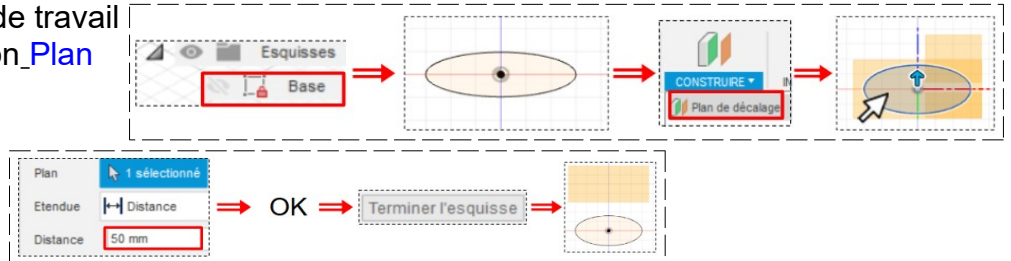 de travail
on Plan
Esquisses
Base
CONSTRUIRE ▾
Plan de décalage
Plan
1 sélectionné
Etendue
Distance
Distance
50 mm
OK
Terminer l'esquisse